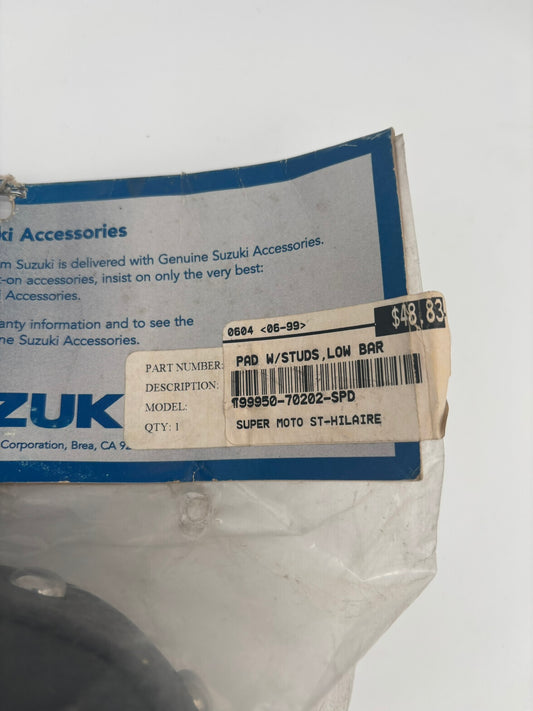 ki Accessories
m Suzuki is delivered with Genuine Suzuki Accessories.
t-on accessories, insist on only the very best:
i Accessories.
anty information and to see the
ne Suzuki Accessories.
ZUK
Corporation, Brea, CA 92
PART NUMBER:
DESCRIPTION:
MODEL:
QTY: 1
0604 <06-99>
$48.83
PAD W/STUDS,LOW BAR
99950-70202-SPD
SUPER MOTO ST-HILAIRE